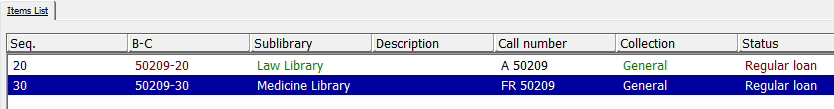 Items List
Seq. B-C Sublibrary Description Call number Collection Status
20 50209-20 Law Library A 50209 General Regular loan
30 50209-30 Medicine Library FR 50209 General Regular loan